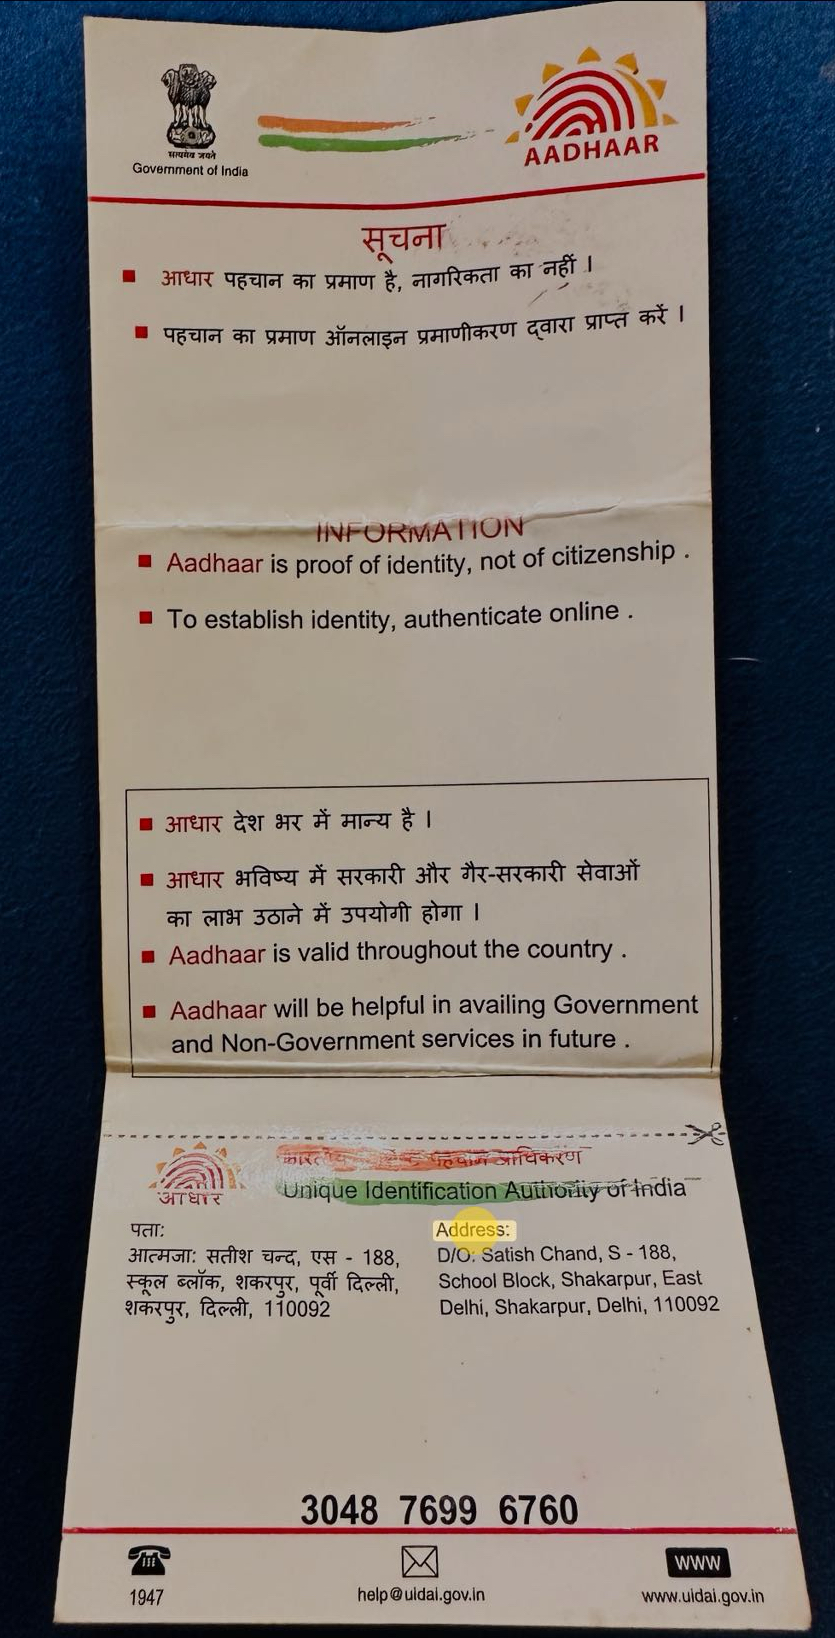 सत्यमेव जयते
Government of India
AADHAAR
सूचना
आधार पहचान का प्रमाण है, नागरिकता का नहीं ।
पहचान का प्रमाण ऑनलाइन प्रमाणीकरण द्वारा प्राप्त करें ।
INFORMATION
Aadhaar is proof of identity, not of citizenship .
To establish identity, authenticate online .
आधार देश भर में मान्य है ।
आधार भविष्य में सरकारी और गैर-सरकारी सेवाओं
का लाभ उठाने में उपयोगी होगा ।
Aadhaar is valid throughout the country .
Aadhaar will be helpful in availing Government
and Non-Government services in future .
आधार
पहचान प्राधिकरण
Unique Identification Authority of India
पता:
आत्मजा: सतीश चन्द, एस - 188,
स्कूल ब्लॉक, शकरपुर, पूर्वी दिल्ली,
शकरपुर, दिल्ली, 110092
Address:
D/O: Satish Chand, S - 188,
School Block, Shakarpur, East
Delhi, Shakarpur, Delhi, 110092
3048 7699 6760
1947
help@uidai.gov.in
WWW
www.uidai.gov.in